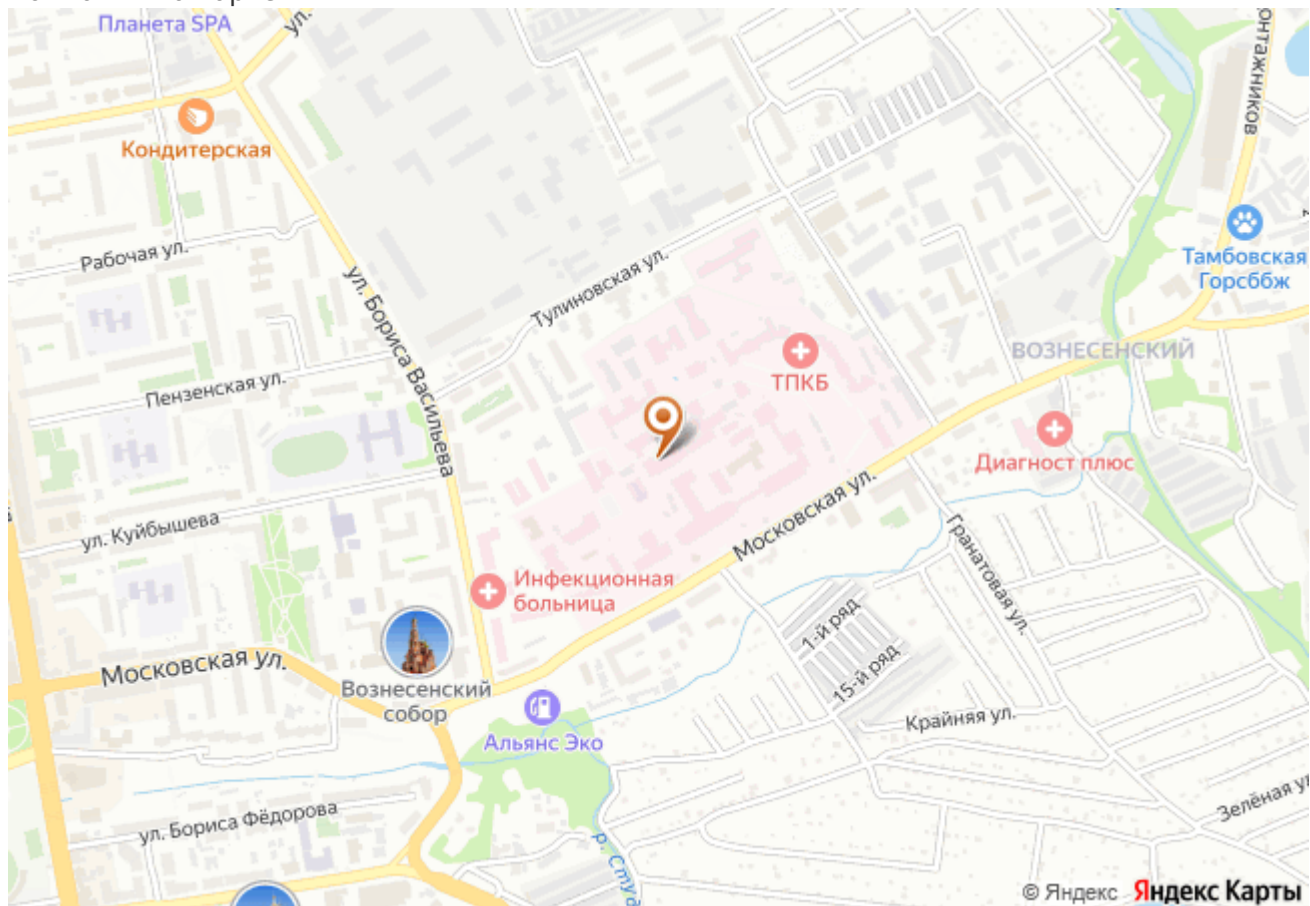 Планета SPA
ул.
Кондитерская
Рабочая ул.
ул. Бориса Васильева
Тулиновская ул.
Пензенская ул.
ТПКБ
ВОЗНЕСЕНСКИЙ
Тамбовская
Горсббж
Диагност плюс
ул. Куйбышева
Московская ул.
Гранатовая ул.
Инфекционная
больница
1-й ряд
15-й ряд
Московская ул.
Вознесенский
собор
Крайняя ул.
Альянс Эко
Зелёная ул
ул. Бориса Фёдорова
© Яндекс Яндекс Карты